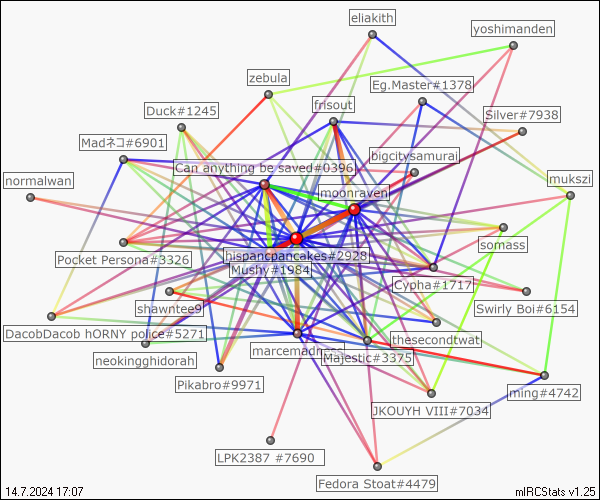 eliakith
yoshimanden
zebula
Eg.Master#1378
frisout
Duck#1245
Silver#7938
Madネコ#6901
bigcitysamurai
Can anything be saved#0396
normalwan
moonraven
mukszi
somass
hispancpancakes#2928
Pocket Persona#3326
Mushy#1984
Cypha#1717
shawntee9
Swirly Boi#6154
DacobDacob hORNY police#5271
thesecondtwat
marcemadness
Majestic#3375
neokingghidorah
Pikabro#9971
ming#4742
JKOUYH VIII#7034
LPK2387 #7690
Fedora Stoat#4479
14.7.2024 17:07
mIRCStats v1.25